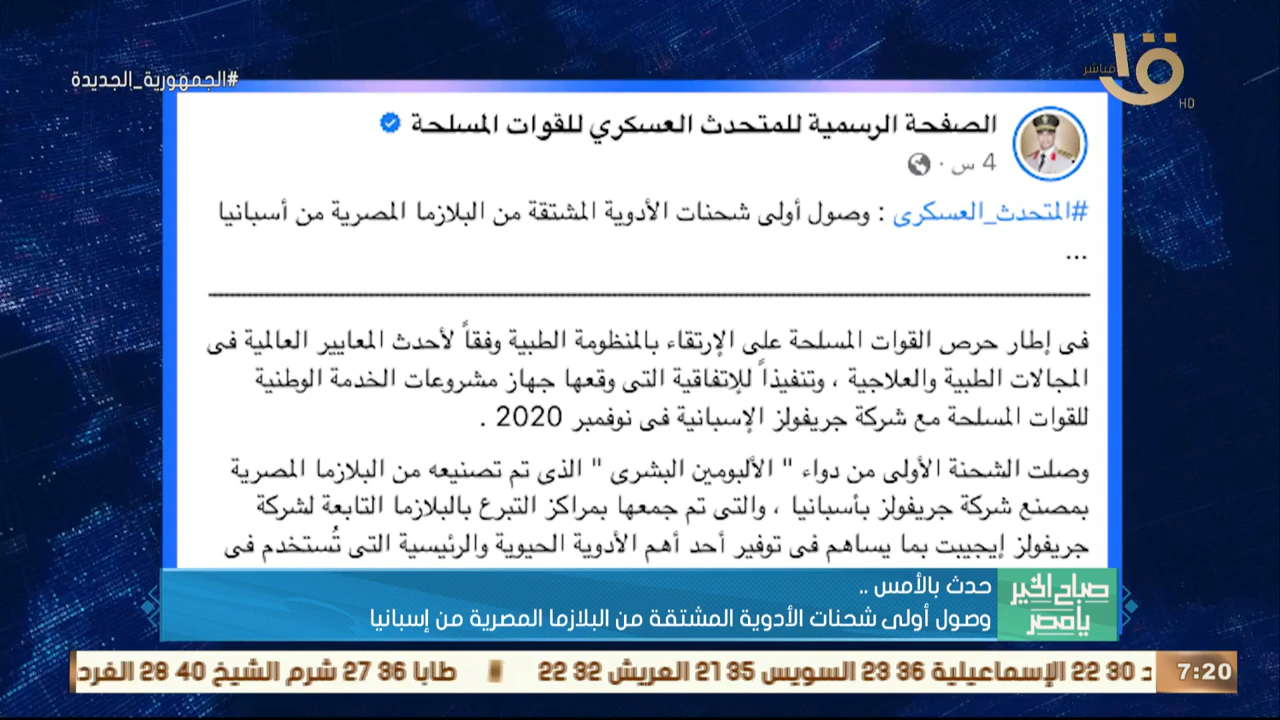 #الجمهورية_الجديدة
مباشر
HD
الصفحة الرسمية للمتحدث العسكري للقوات المسلحة
4 س ·
#المتحدث_العسكرى : وصول أولى شحنات الأدوية المشتقة من البلازما المصرية من أسبانيا
...
فى إطار حرص القوات المسلحة على الإرتقاء بالمنظومة الطبية وفقاً لأحدث المعايير العالمية فى
المجالات الطبية والعلاجية ، وتنفيذاً للإتفاقية التى وقعها جهاز مشروعات الخدمة الوطنية
للقوات المسلحة مع شركة جريفولز الإسبانية فى نوفمبر 2020 .
وصلت الشحنة الأولى من دواء " الألبومين البشرى " الذى تم تصنيعه من البلازما المصرية
بمصنع شركة جريفولز بأسبانيا ، والتى تم جمعها بمراكز التبرع بالبلازما التابعة لشركة
جريفولز إيجيبت بما يساهم فى توفير أحد أهم الأدوية الحيوية والرئيسية التى تُستخدم فى
صباح الخير يا مصر
حدث بالأمس ..
وصول أولى شحنات الأدوية المشتقة من البلازما المصرية من إسبانيا
7:20
د 30 22 الإسماعيلية 36 23 السويس 35 21 العريش 32 22 طابا 36 27 شرم الشيخ 40 28 الغرد